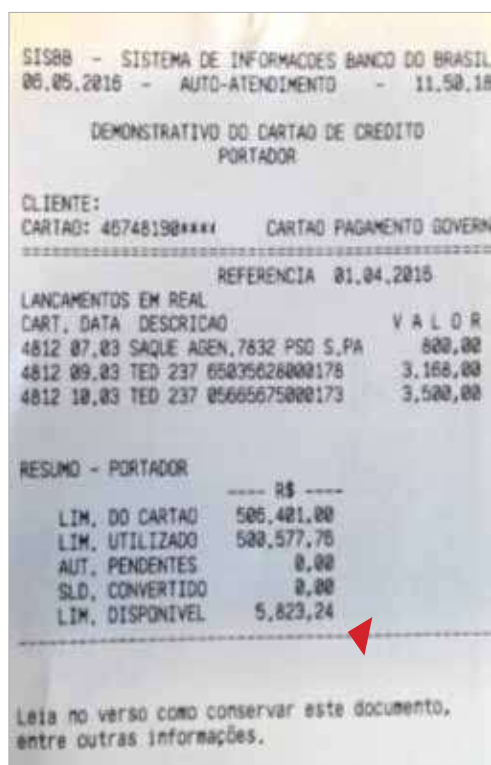 SISBB - SISTEMA DE INFORMACOES BANCO DO BRASIL
06.05.2016 - AUTO-ATENDIMENTO - 11.50.18
DEMONSTRATIVO DO CARTAO DE CREDITO
PORTADOR
CLIENTE:
CARTAO: 46748190**** CARTAO PAGAMENTO GOVERN
REFERENCIA 01.04.2016
LANCAMENTOS EM REAL
CART. DATA DESCRICAO V A L O R
4812 07.03 SAQUE AGEN.7832 PSO S.PA 800,00
4812 09.03 TED 237 65035628000178 3.168,00
4812 10.03 TED 237 05665675000173 3.500,00
RESUMO - PORTADOR
---- R$ ----
LIM. DO CARTAO 506.401,00
LIM. UTILIZADO 500.577,76
AUT. PENDENTES 0,00
SLD. CONVERTIDO 0,00
LIM. DISPONIVEL 5.823,24
Leia no verso como conservar este documento,
entre outras informações.